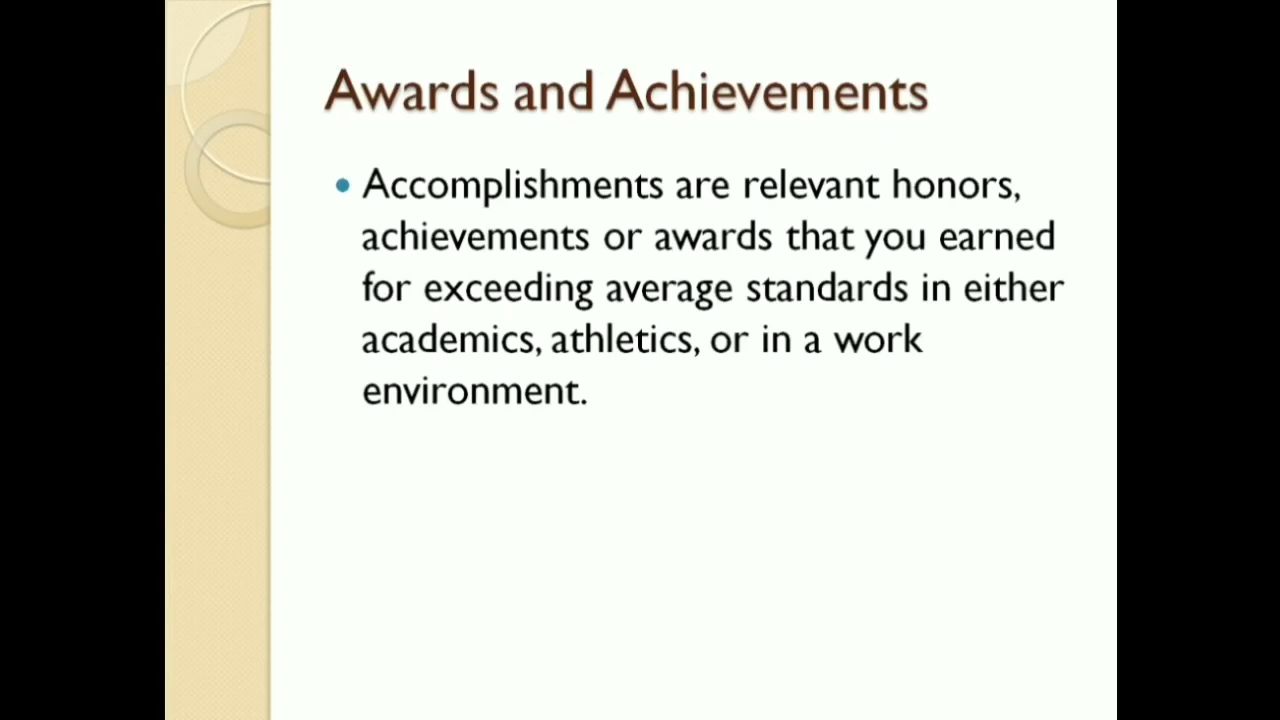 Awards and Achievements
• Accomplishments are relevant honors,
achievements or awards that you earned
for exceeding average standards in either
academics, athletics, or in a work
environment.